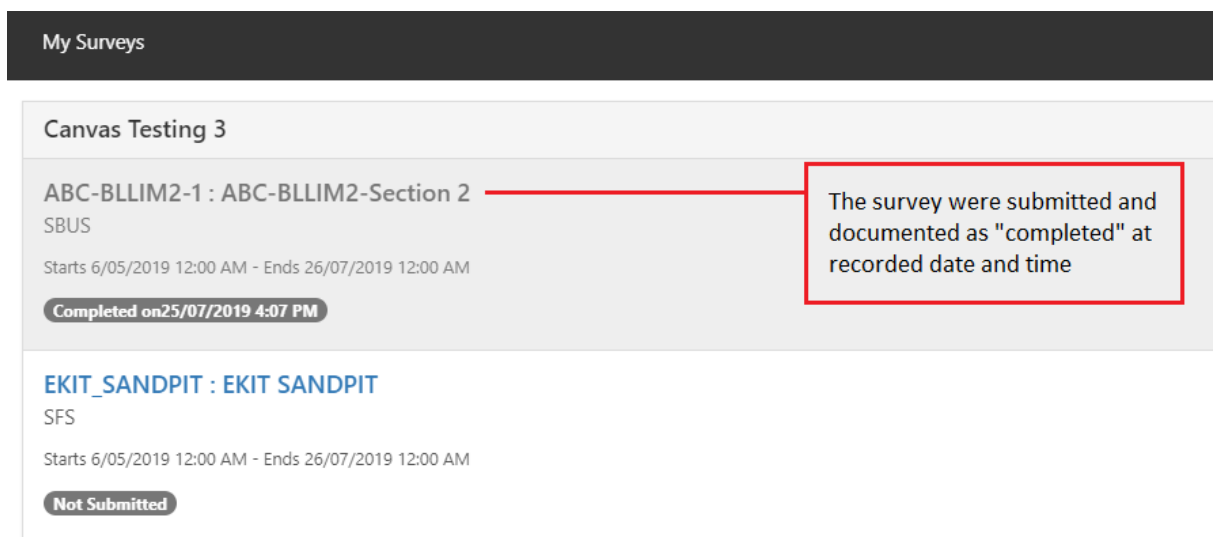 My Surveys
Canvas Testing 3
ABC-BLLIM2-1 : ABC-BLLIM2-Section 2
SBUS
Starts 6/05/2019 12:00 AM - Ends 26/07/2019 12:00 AM
Completed on25/07/2019 4:07 PM
The survey were submitted and
documented as "completed" at
recorded date and time
EKIT_SANDPIT : EKIT SANDPIT
SFS
Starts 6/05/2019 12:00 AM - Ends 26/07/2019 12:00 AM
Not Submitted